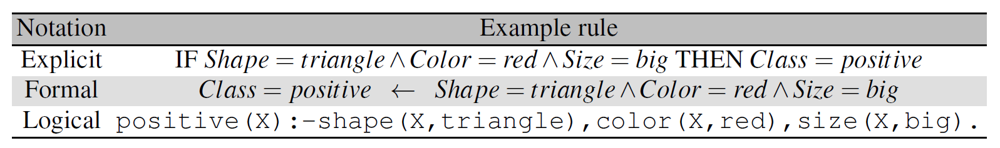 Notation Example rule
Explicit IF Shape = triangle ∧ Color = red ∧ Size = big THEN Class = positive
Formal Class = positive ← Shape = triangle ∧ Color = red ∧ Size = big
Logical positive(X):-shape(X,triangle),color(X,red),size(X,big).